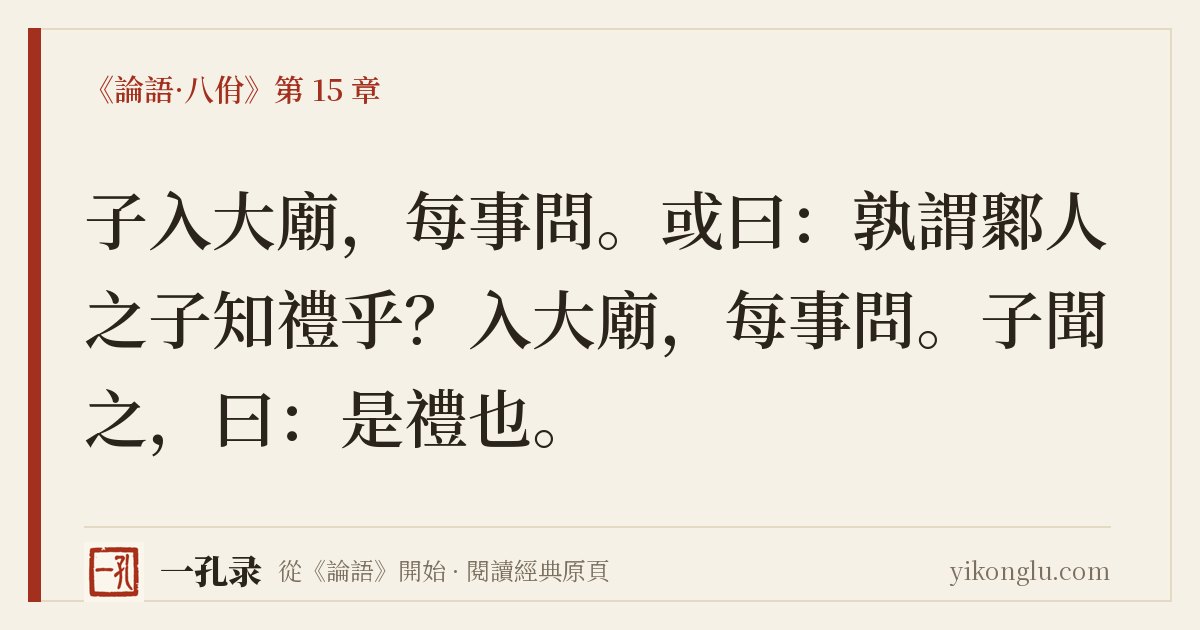 《論語·八佾》第 15 章
子入大廟，每事問。或曰：孰謂鄹人
之子知禮乎？入大廟，每事問。子聞
之，曰：是禮也。
一孔
一孔录 從《論語》開始 · 閱讀經典原頁
yikonglu.com